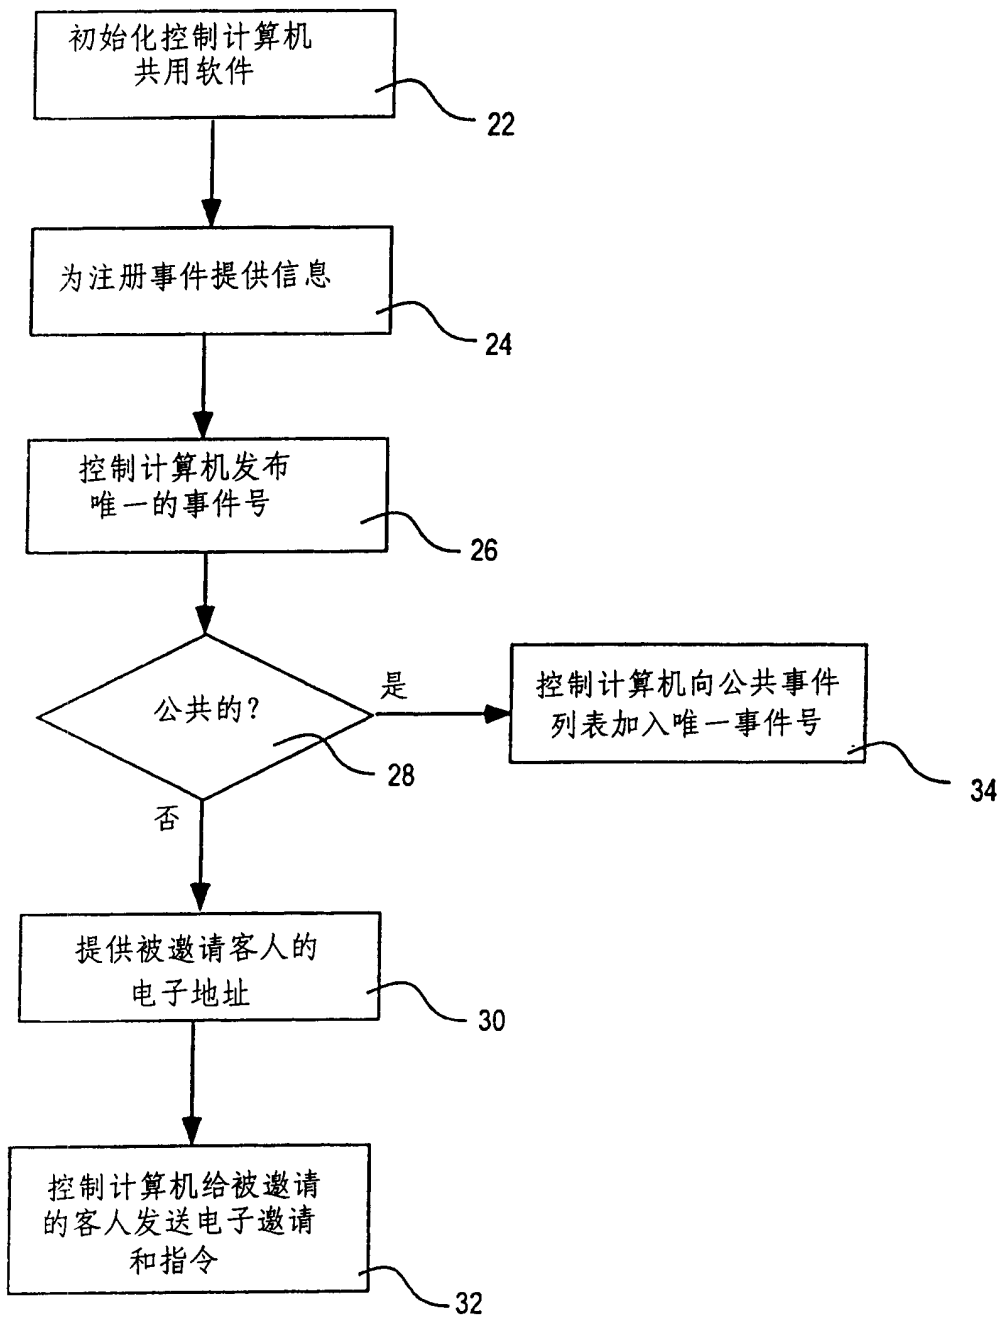 初始化控制计算机
共用软件
22
为注册事件提供信息
24
控制计算机发布
唯一的事件号
26
公共的?
28
是
控制计算机向公共事件
列表加入唯一事件号
34
否
提供被邀请客人的
电子地址
30
控制计算机给被邀请
的客人发送电子邀请
和指令
32